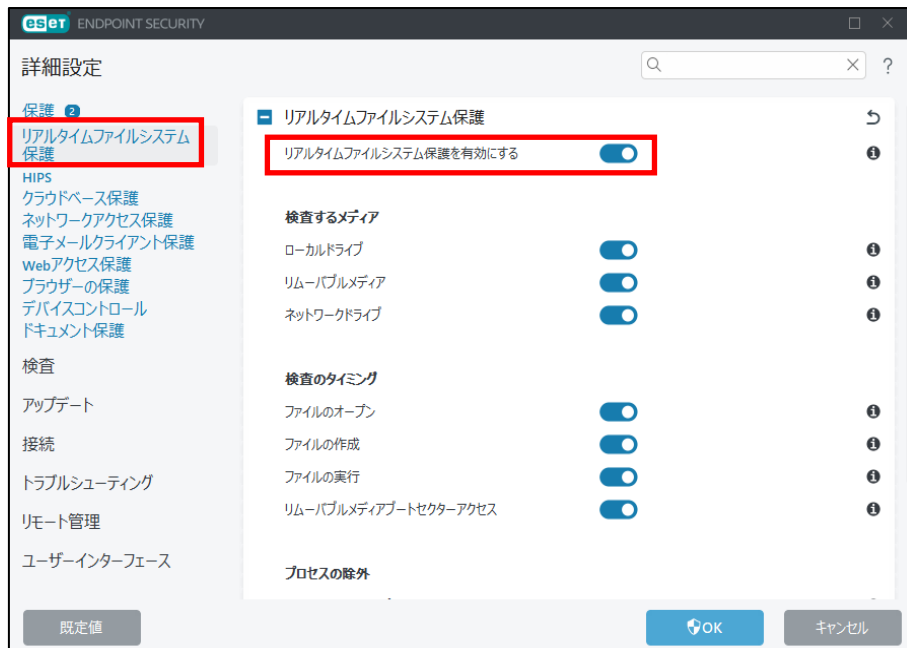 eset ENDPOINT SECURITY
詳細設定
?
保護 2
リアルタイムファイルシステム
保護
HIPS
クラウドベース保護
ネットワークアクセス保護
電子メールクライアント保護
Webアクセス保護
ブラウザーの保護
デバイスコントロール
ドキュメント保護
検査
アップデート
接続
トラブルシューティング
リモート管理
ユーザーインターフェース
リアルタイムファイルシステム保護
リアルタイムファイルシステム保護を有効にする
検査するメディア
ローカルドライブ
リムーバブルメディア
ネットワークドライブ
検査のタイミング
ファイルのオープン
ファイルの作成
ファイルの実行
リムーバブルメディアブートセクターアクセス
プロセスの除外
既定値
OK
キャンセル